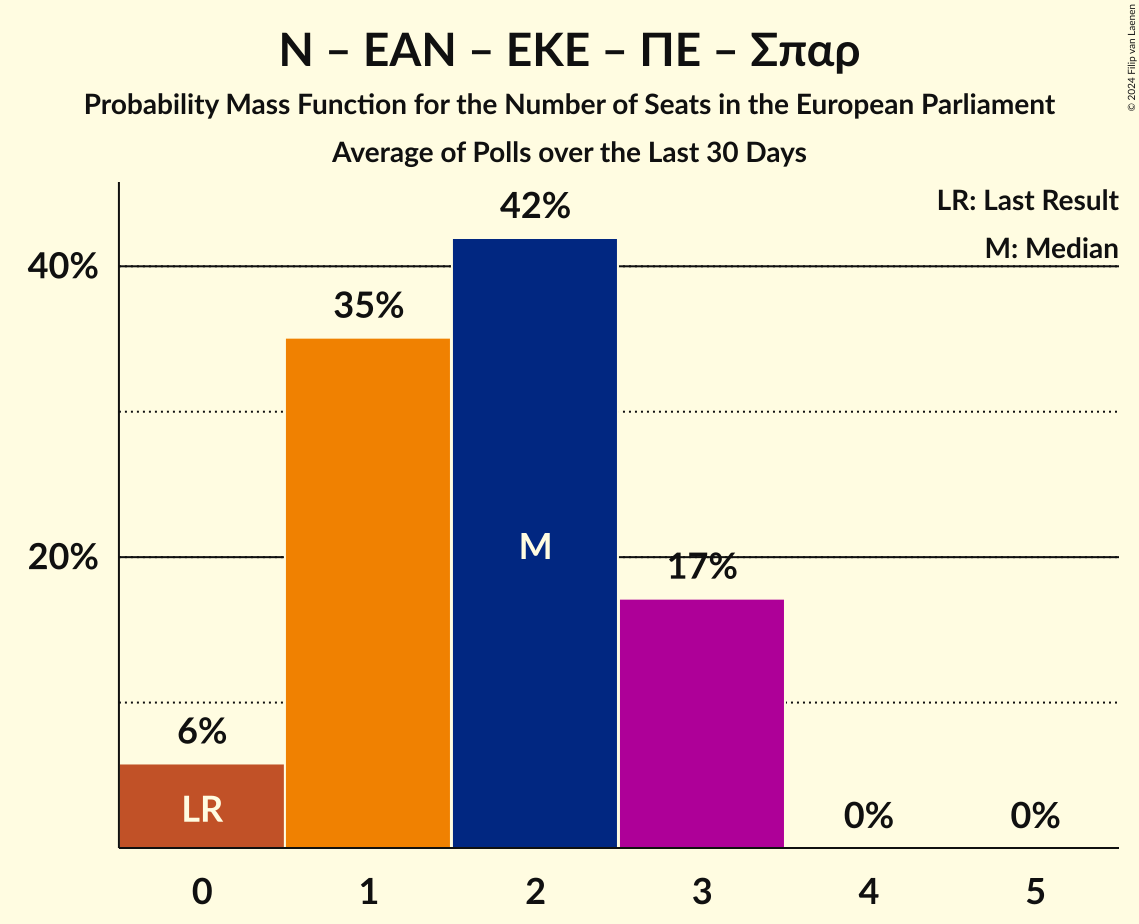 Ν – ΕΑΝ – ΕΚΕ – ΠΕ – Σπαρ
Probability Mass Function for the Number of Seats in the European Parliament
Average of Polls over the Last 30 Days
© 2024 Filip van Laenen
LR: Last Result
M: Median
42%
40%
35%
M
20%
17%
6%
LR
0%
0%
0
1
2
3
4
5